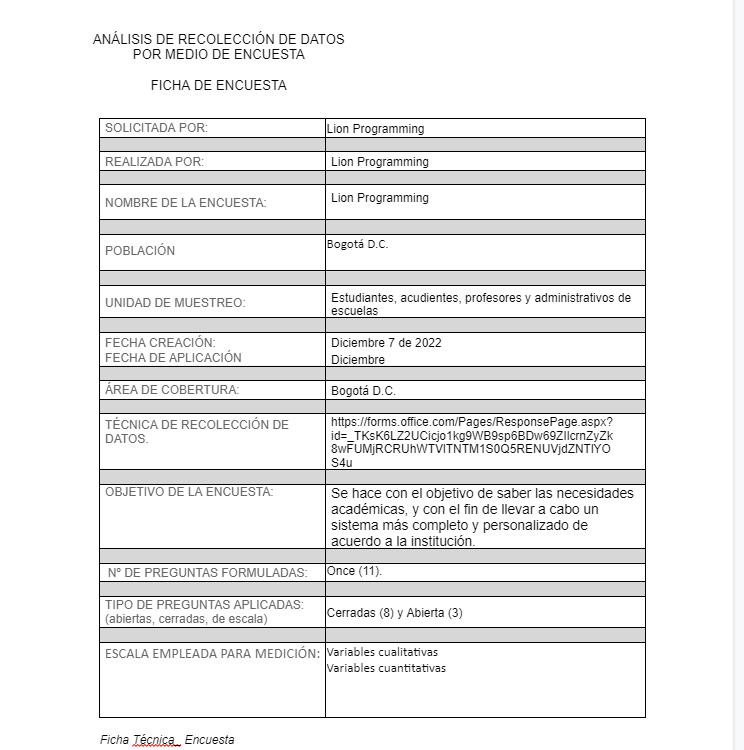 ANÁLISIS DE RECOLECCIÓN DE DATOS
POR MEDIO DE ENCUESTA
FICHA DE ENCUESTA
SOLICITADA POR: Lion Programming
REALIZADA POR: Lion Programming
NOMBRE DE LA ENCUESTA: Lion Programming
POBLACIÓN Bogotá D.C.
UNIDAD DE MUESTREO: Estudiantes, acudientes, profesores y administrativos de
escuelas
FECHA CREACIÓN: Diciembre 7 de 2022
FECHA DE APLICACIÓN Diciembre
ÁREA DE COBERTURA: Bogotá D.C.
TÉCNICA DE RECOLECCIÓN DE
DATOS.
https://forms.office.com/Pages/ResponsePage.aspx?
id=_TKsK6LZ2UCicjo1kg9WB9sp6BDw69ZIlcrnZyZk
8wFUMjRCRUhWTVlTNTM1S0Q5RENUVjdZNTlYO
S4u
OBJETIVO DE LA ENCUESTA: Se hace con el objetivo de saber las necesidades
académicas, y con el fin de llevar a cabo un
sistema más completo y personalizado de
acuerdo a la institución.
Nº DE PREGUNTAS FORMULADAS: Once (11).
TIPO DE PREGUNTAS APLICADAS:
(abiertas, cerradas, de escala) Cerradas (8) y Abierta (3)
ESCALA EMPLEADA PARA MEDICIÓN: Variables cualitativas
Variables cuantitativas
Ficha Técnica_ Encuesta